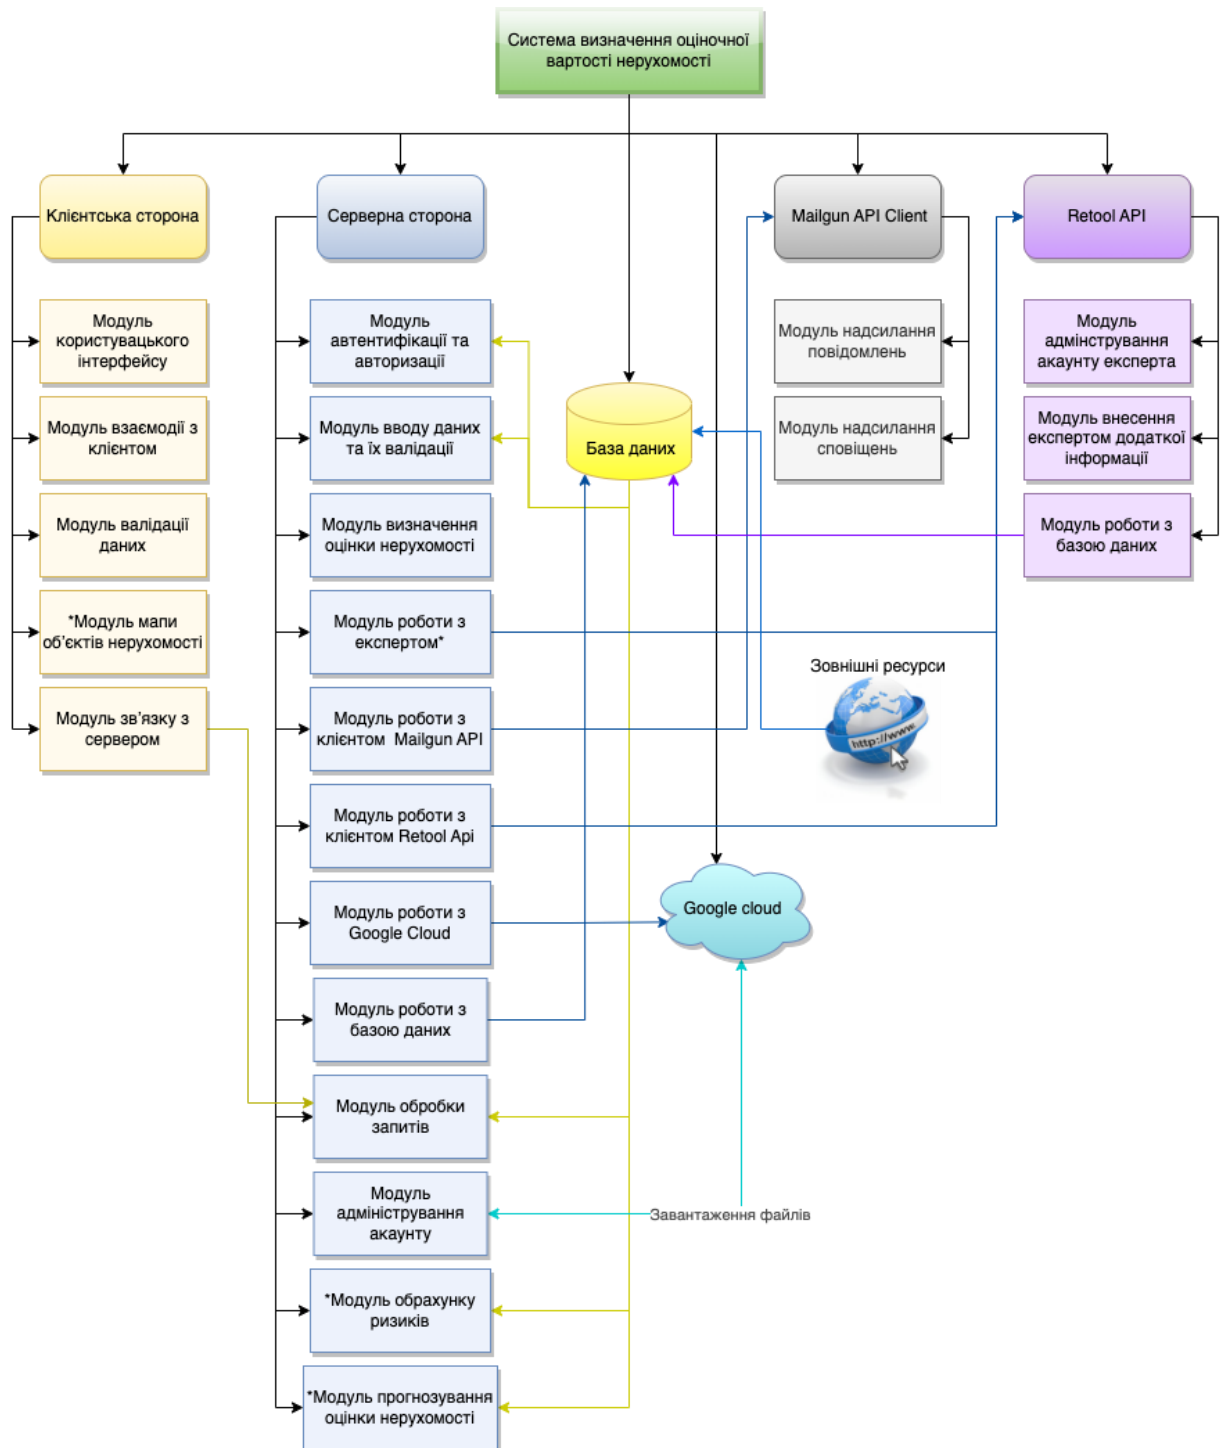 Система визначення оціночної
вартості нерухомості
Клієнтська сторона
Серверна сторона
Mailgun API Client
Retool API
Модуль
користувацького
інтерфейсу
Модуль взаємодії з
клієнтом
Модуль валідації
даних
*Модуль мапи
об'єктів нерухомості
Модуль зв'язку з
сервером
Модуль
автентифікації та
авторизації
Модуль вводу даних
та їх валідації
Модуль визначення
оцінки нерухомості
Модуль роботи з
експертом*
Модуль роботи з
клієнтом Mailgun API
Модуль роботи з
клієнтом Retool Api
Модуль роботи з
Google Cloud
Модуль роботи з
базою даних
Модуль обробки
запитів
Модуль
адміністрування
акаунту
*Модуль обрахунку
ризиків
*Модуль прогнозування
оцінки нерухомості
База даних
Модуль надсилання
повідомлень
Модуль надсилання
сповіщень
Модуль
адмінстрування
акаунту експерта
Модуль внесення
експертом додаткої
інформації
Модуль роботи з
базою даних
Зовнішні ресурси
http://www
Google cloud
Завантаження файлів